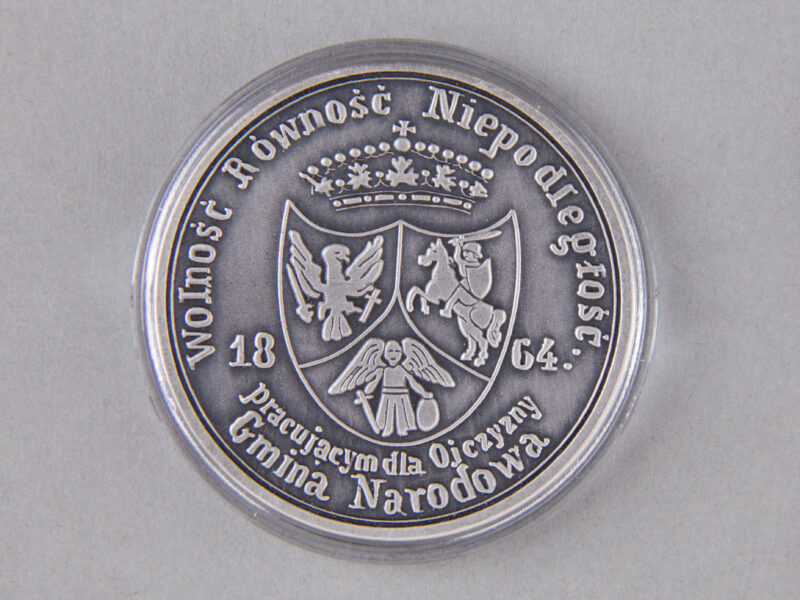 Wolność Równość Niepodległość.
18 64.
pracującym dla Ojczyzny
Gmina Narodowa